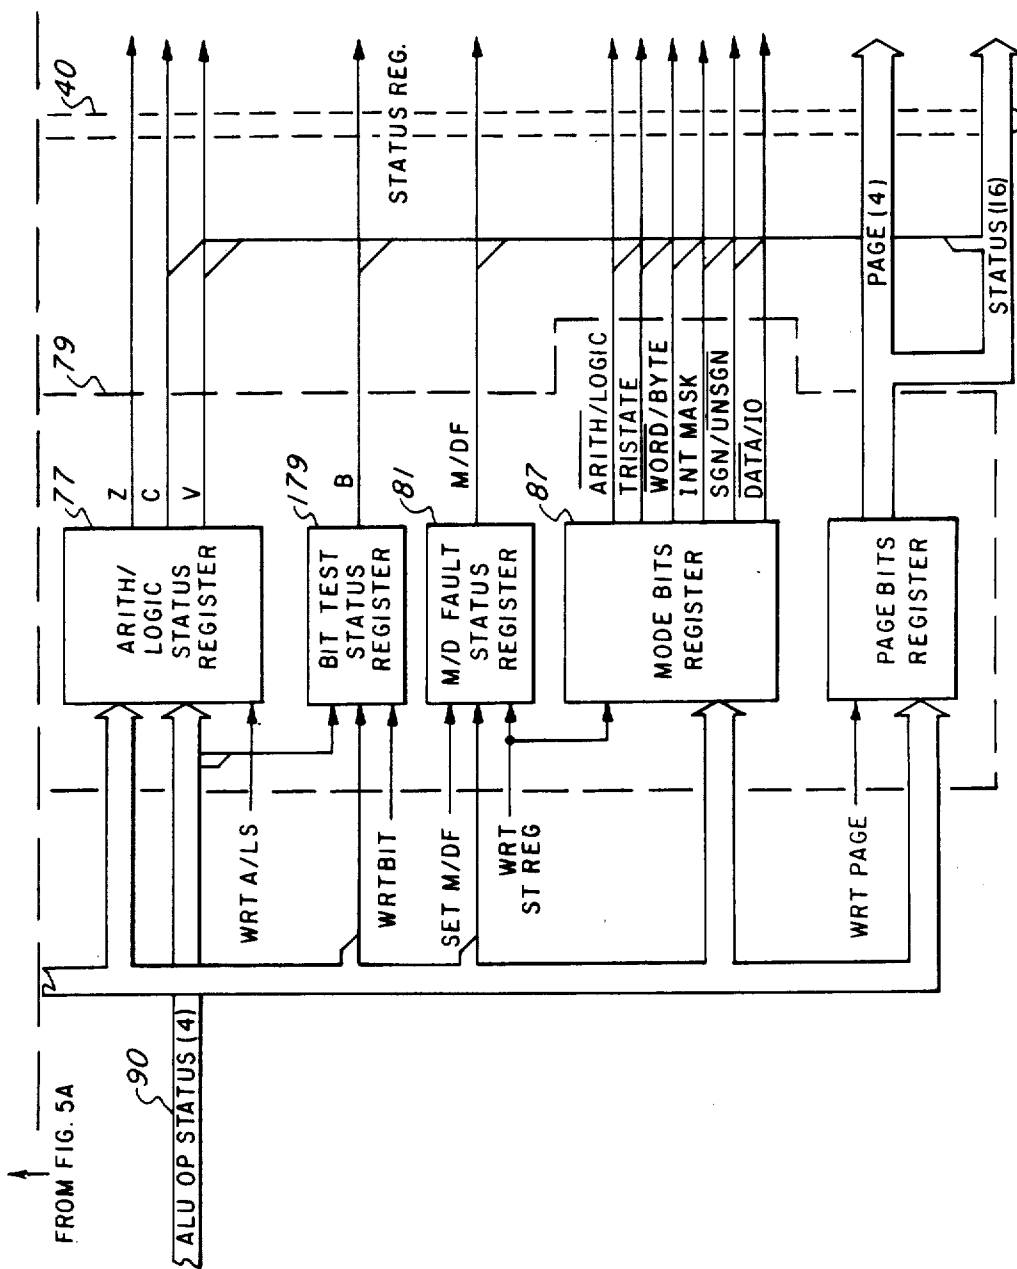 FROM FIG. 5A
90
ALU OP STATUS (4)
WRT A/LS
WRTBIT
SET M/DF
WRT
ST REG
WRT PAGE
77
ARITH/
LOGIC
STATUS
REGISTER
179
BIT TEST
STATUS
REGISTER
81
M/D FAULT
STATUS
REGISTER
87
MODE BITS
REGISTER
PAGE BITS
REGISTER
79
Z
C
V
B
M/DF
ARITH/LOGIC
TRISTATE
WORD/BYTE
INT MASK
SGN/UNSGN
DATA/IO
40
STATUS REG.
PAGE (4)
STATUS (16)